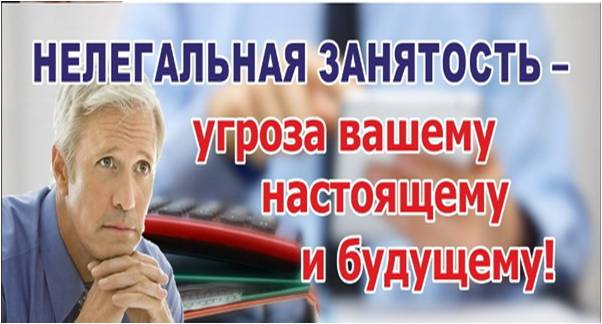 НЕЛЕГАЛЬНАЯ ЗАНЯТОСТЬ –
угроза вашему
настоящему
и будущему!